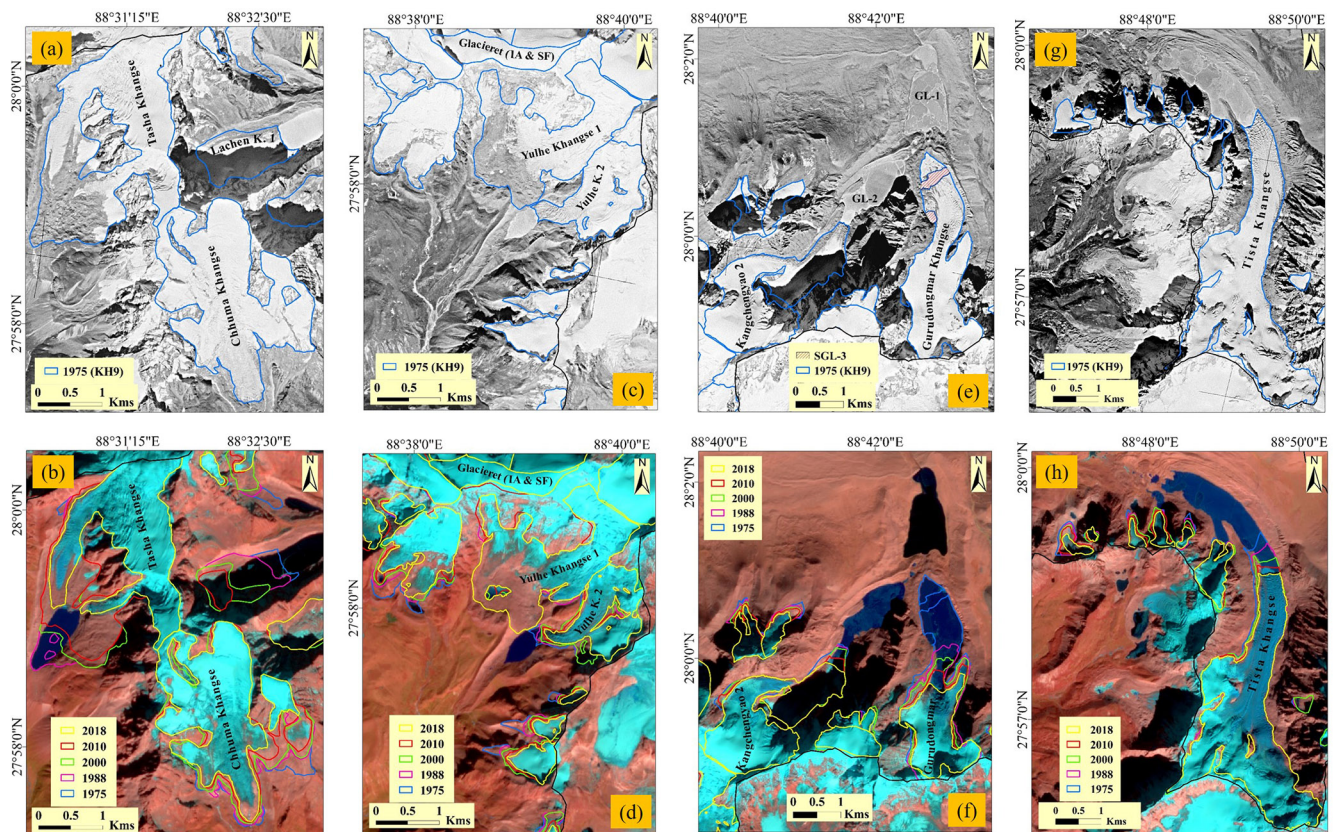 (a)
88°31'15"E
88°32'30"E
28°0'0"N
27°58'0"N
N
Tasha Khangse
Lachen K. 1
Chhuma Khangse
1975 (KH9)
0 0.5 1
Kms
88°38'0"E
88°40'0"E
27°58'0"N
N
Glacieret (1A & SF)
Yulhe Khangse 1
Yulhe K. 2
1975 (KH9)
0 0.5 1
Kms
(c)
88°40'0"E
88°42'0"E
28°2'0"N
28°0'0"N
N
GL-1
GL-2
Kangchengyao 2
Gurudongmar Khangse
SGL-3
1975 (KH9)
0 0.5 1
Kms
(e)
(g)
88°48'0"E
88°50'0"E
28°0'0"N
27°57'0"N
N
Tista Khangse
1975 (KH9)
0 0.5 1
Kms
(b)
88°31'15"E
88°32'30"E
28°0'0"N
27°58'0"N
N
Tasha Khangse
Chhuma Khangse
2018
2010
2000
1988
1975
0 0.5 1
Kms
88°38'0"E
88°40'0"E
27°58'0"N
N
Glacieret (1A & SF)
Yulhe Khangse 1
Yulhe K. 2
2018
2010
2000
1988
1975
0 0.5 1
Kms
(d)
88°40'0"E
88°42'0"E
28°2'0"N
28°0'0"N
N
2018
2010
2000
1988
1975
Kangchengyao 2
Gurudongmar
0 0.5 1
Kms
(f)
(h)
88°48'0"E
88°50'0"E
28°0'0"N
27°57'0"N
N
Tista Khangse
2018
2010
2000
1988
1975
0 0.5 1
Kms